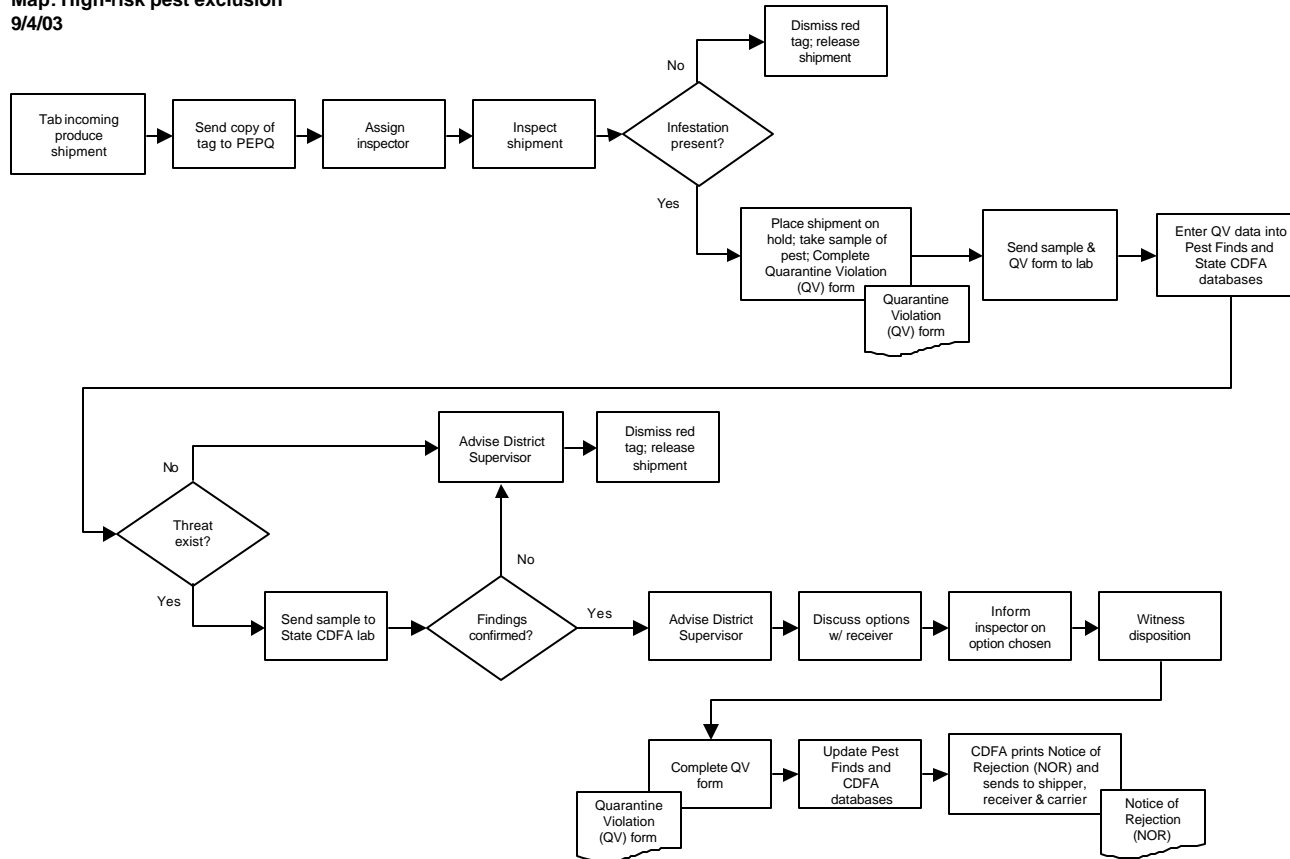 Map: High-risk pest exclusion
9/4/03
Dismiss red
tag; release
shipment
No
Tab incoming
produce
shipment
Send copy of
tag to PEPQ
Assign
inspector
Inspect
shipment
Infestation
present?
Yes
Place shipment on
hold; take sample of
pest; Complete
Quarantine Violation
(QV) form
Quarantine
Violation
(QV) form
Send sample &
QV form to lab
Enter QV data into
Pest Finds and
State CDFA
databases
Advise District
Supervisor
Dismiss red
tag; release
shipment
No
Threat
exist?
Yes
Send sample to
State CDFA lab
No
Findings
confirmed?
Yes
Advise District
Supervisor
Discuss options
w/ receiver
Inform
inspector on
option chosen
Witness
disposition
Complete QV
form
Quarantine
Violation
(QV) form
Update Pest
Finds and
CDFA
databases
CDFA prints Notice of
Rejection (NOR) and
sends to shipper,
receiver & carrier
Notice of
Rejection
(NOR)